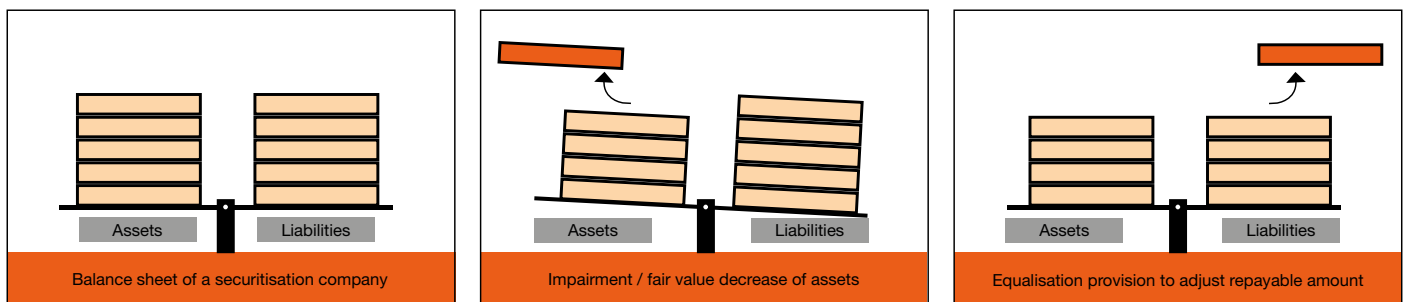 Assets
Liabilities
Balance sheet of a securitisation company
Assets
Liabilities
Impairment / fair value decrease of assets
Assets
Liabilities
Equalisation provision to adjust repayable amount